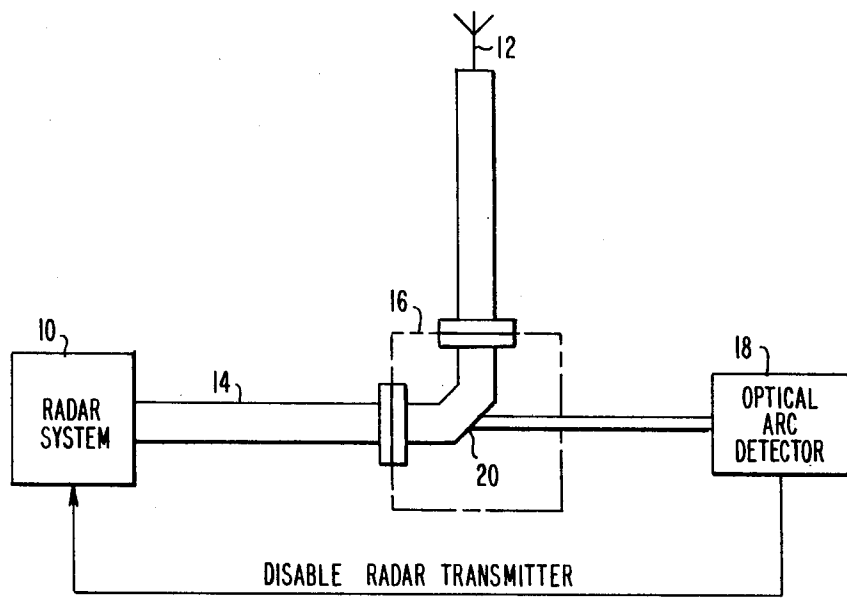 12
16
10
14
18
RADAR
SYSTEM
OPTICAL
ARC
DETECTOR
20
DISABLE RADAR TRANSMITTER